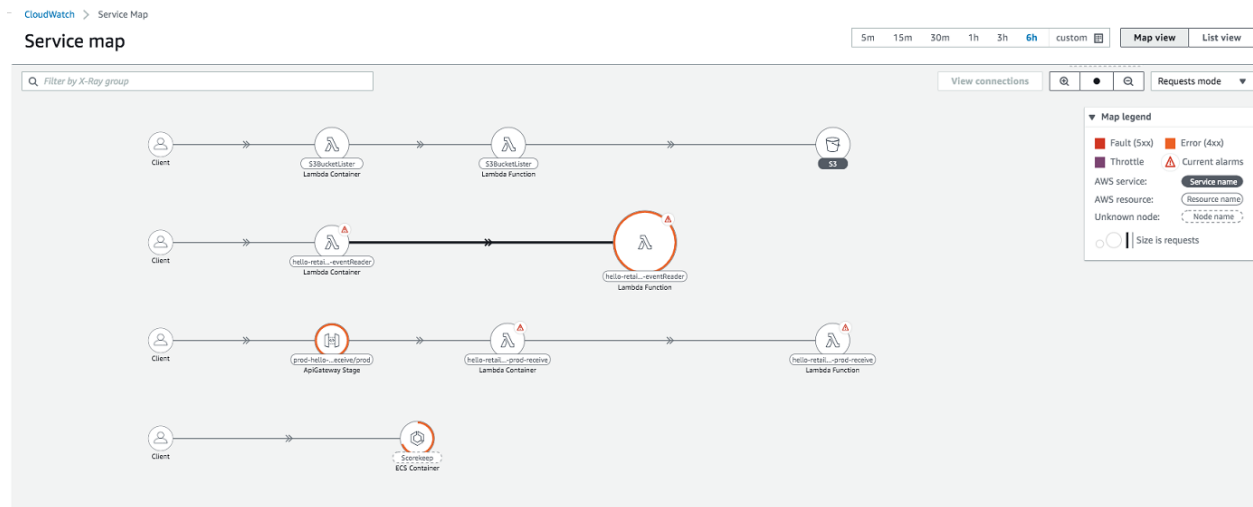 CloudWatch > Service Map
Service map
5m 15m 30m 1h 3h 6h custom Map view List view
Filter by X-Ray group
View connections
Requests mode
Map legend
Fault (5xx) Error (4xx)
Throttle Current alarms
AWS service: Service name
AWS resource: Resource name
Unknown node: Node name
Size is requests
Client
S3BucketLister
Lambda Container
S3BucketLister
Lambda Function
S3
Client
hello-retai...-eventReader
Lambda Container
hello-retai...-eventReader
Lambda Function
Client
prod-hello-...eceive/prod
ApiGateway Stage
hello-retail...-prod-receive
Lambda Container
hello-retail...-prod-receive
Lambda Function
Client
Scorekeep
ECS Container